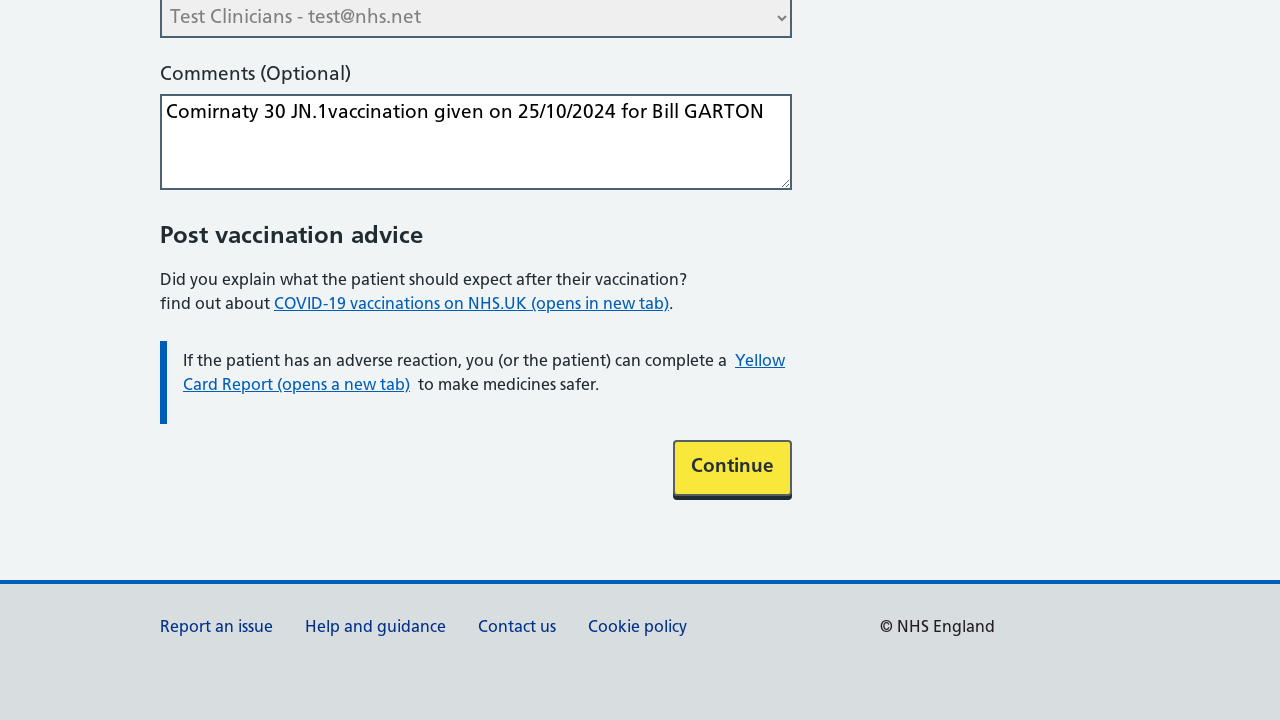 Test Clinicians - test@nhs.net
Comments (Optional)
Comirnaty 30 JN.1vaccination given on 25/10/2024 for Bill GARTON
Post vaccination advice
Did you explain what the patient should expect after their vaccination?
find out about COVID-19 vaccinations on NHS.UK (opens in new tab).
If the patient has an adverse reaction, you (or the patient) can complete a Yellow
Card Report (opens a new tab) to make medicines safer.
Continue
Report an issue Help and guidance Contact us Cookie policy © NHS England